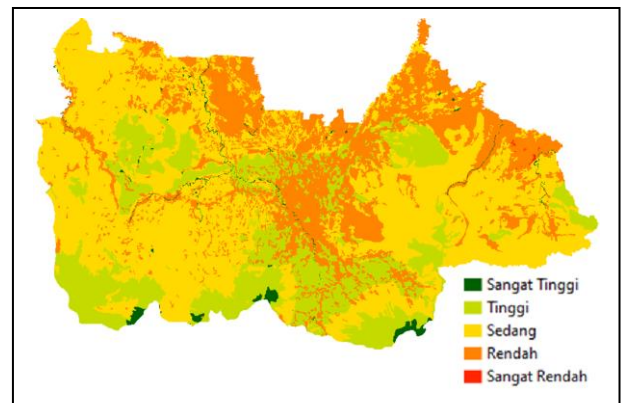 Sangat Tinggi
Tinggi
Sedang
Rendah
Sangat Rendah